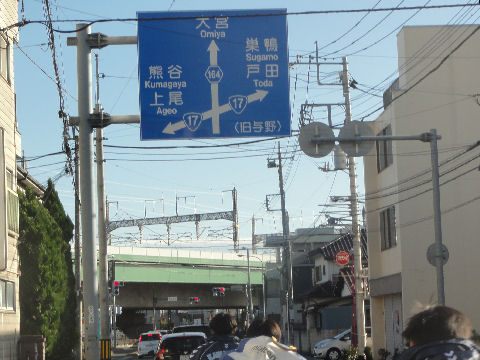 大宮
Omiya
巣鴨
Sugamo
戸田
Toda
熊谷
Kumagaya
上尾
Ageo
164
17
17
(旧与野)